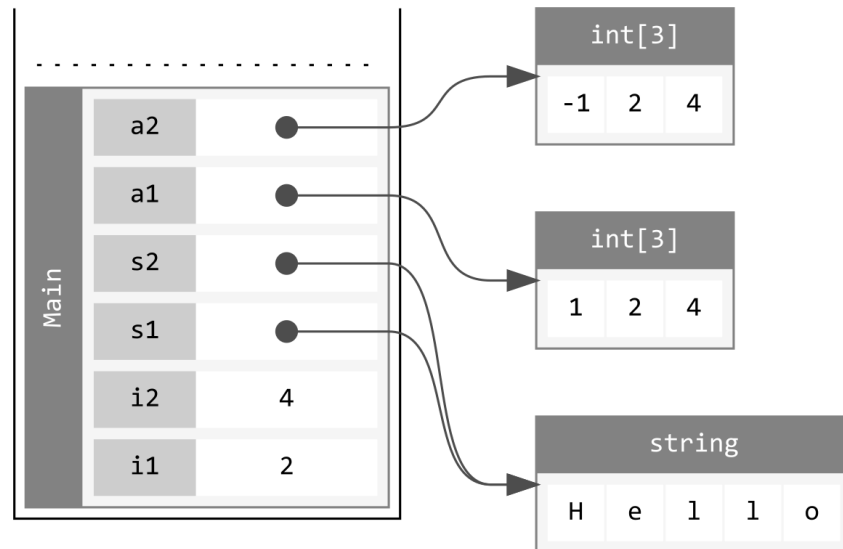 int[3]
-1 2 4
a2
a1
int[3]
s2
1 2 4
Main
s1
i2 4
string
i1 2
H e l l o